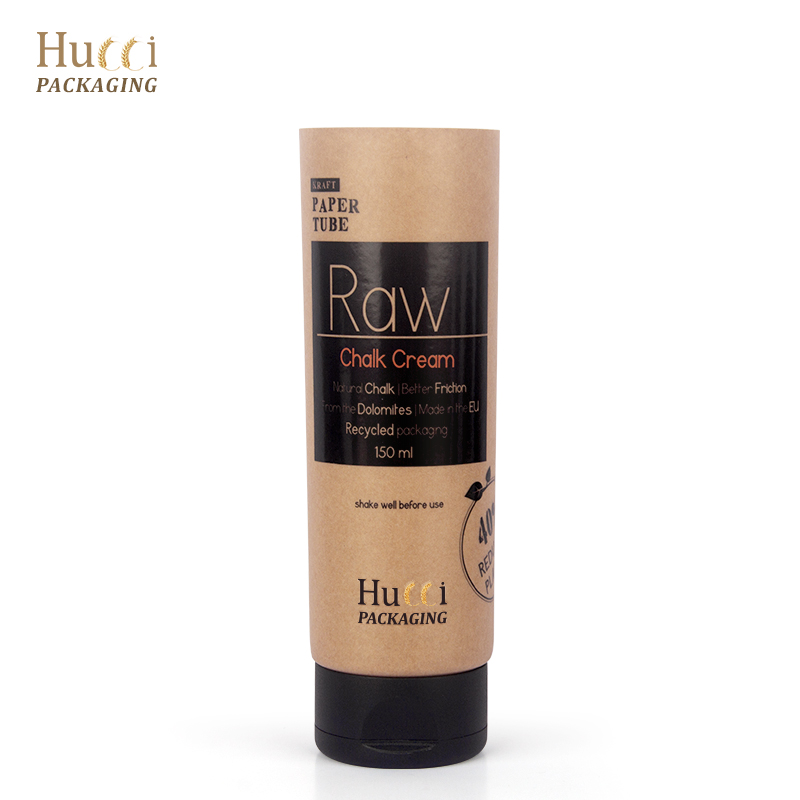 Hucci
PACKAGING
KRAFT
PAPER
TUBE
Raw
Chalk Cream
Natural Chalk | Better Friction
From the Dolomites | Made in the EU
Recycled packaging
150 ml
shake well before use
40%
Hucci
PACKAGING